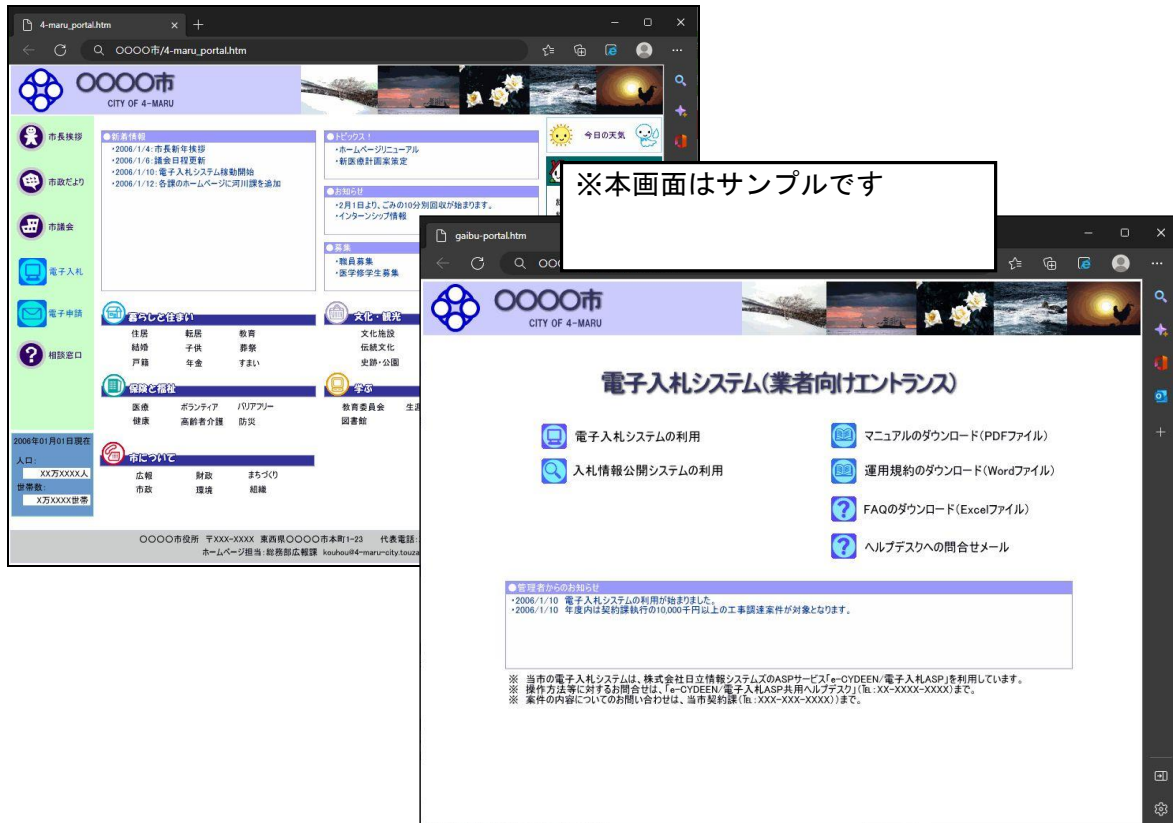 4-maru_portal.htm
〇〇〇〇市/4-maru_portal.htm
〇〇〇〇市
CITY OF 4-MARU
市長挨拶
市政だより
市議会
電子入札
電子申請
相談窓口
2006年01月01日現在
人口:
XX万XXXX人
世帯数:
X万XXXX世帯
●新着情報
・2006/1/4:市長新年挨拶
・2006/1/6:議会日程更新
・2006/1/10:電子入札システム稼動開始
・2006/1/12:各課のホームページに河川課を追加
●トピックス!
・ホームページリニューアル
・新医療計画案策定
●お知らせ
・2月1日より、ごみの10分別回収が始まります。
・インターンシップ情報
●募集
・職員募集
・医学修学生募集
今日の天気
暮らしと住まい
住居 転居 教育
結婚 子供 葬祭
戸籍 年金 すまい
文化・観光
文化施設
伝統文化
史跡・公園
保険と福祉
医療 ボランティア バリアフリー
健康 高齢者介護 防災
学ぶ
教育委員会 生涯
図書館
市について
広報 財政 まちづくり
市政 環境 組織
〇〇〇〇市役所 〒XXX-XXXX 東西県〇〇〇〇市本町1-23 代表電話:
ホームページ担当:総務部広報課 kouhou@4-maru-city.touza
※本画面はサンプルです
gaibu-portal.htm
〇〇〇〇市
CITY OF 4-MARU
電子入札システム(業者向けエントランス)
電子入札システムの利用
入札情報公開システムの利用
マニュアルのダウンロード(PDFファイル)
運用規約のダウンロード(Wordファイル)
FAQのダウンロード(Excelファイル)
ヘルプデスクへの問合せメール
●管理者からのお知らせ
・2006/1/10 電子入札システムの利用が始まりました。
・2006/1/10 年度内は契約課執行の10,000千円以上の工事調達案件が対象となります。
※ 当市の電子入札システムは、株式会社日立情報システムズのASPサービス「e-CYDEEN/電子入札ASP」を利用しています。
※ 操作方法等に対するお問合せは、「e-CYDEEN/電子入札ASP共用ヘルプデスク」(℡:XX-XXXX-XXXX)まで。
※ 案件の内容についてのお問い合わせは、当市契約課(℡:XXX-XXX-XXXX))まで。